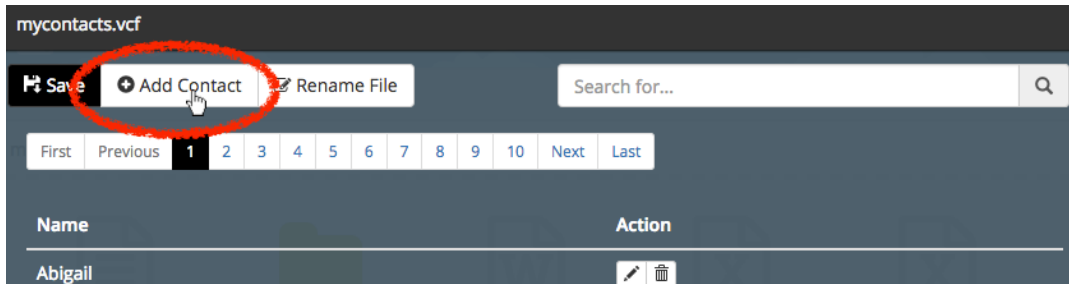 mycontacts.vcf
Save Add Contact Rename File Search for...
First Previous 1 2 3 4 5 6 7 8 9 10 Next Last
Name Action
Abigail